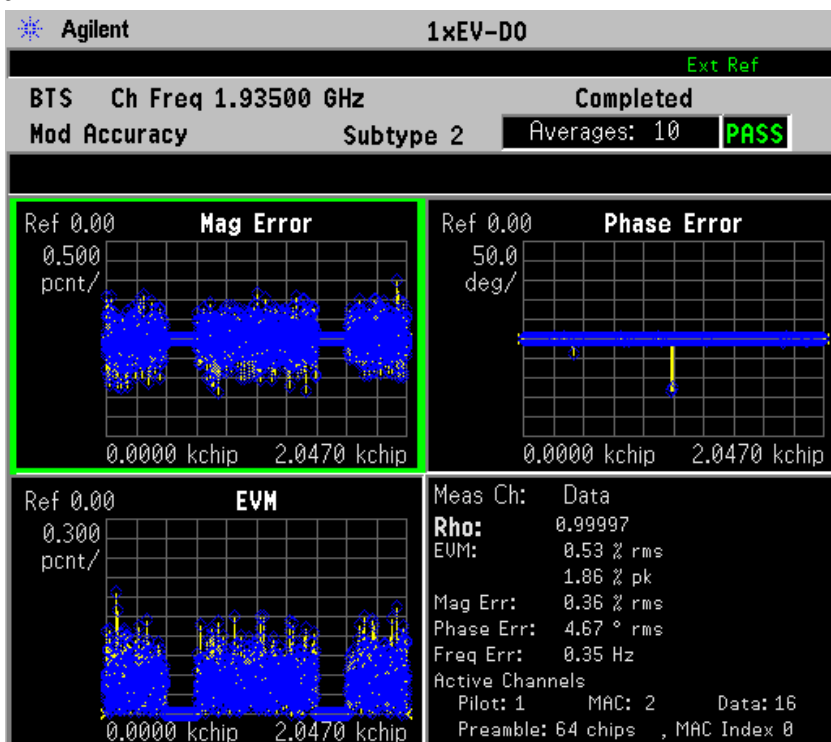 Agilent 1xEV-DO
Ext Ref
BTS Ch Freq 1.93500 GHz Completed
Mod Accuracy Subtype 2 Averages: 10 PASS
Ref 0.00 Mag Error
0.500
pcnt/
0.0000 kchip 2.0470 kchip
Ref 0.00 Phase Error
50.0
deg/
0.0000 kchip 2.0470 kchip
Ref 0.00 EVM
0.300
pcnt/
0.0000 kchip 2.0470 kchip
Meas Ch: Data
Rho: 0.99997
EVM: 0.53 % rms
1.86 % pk
Mag Err: 0.36 % rms
Phase Err: 4.67 ° rms
Freq Err: 0.35 Hz
Active Channels
Pilot: 1 MAC: 2 Data: 16
Preamble: 64 chips , MAC Index 0